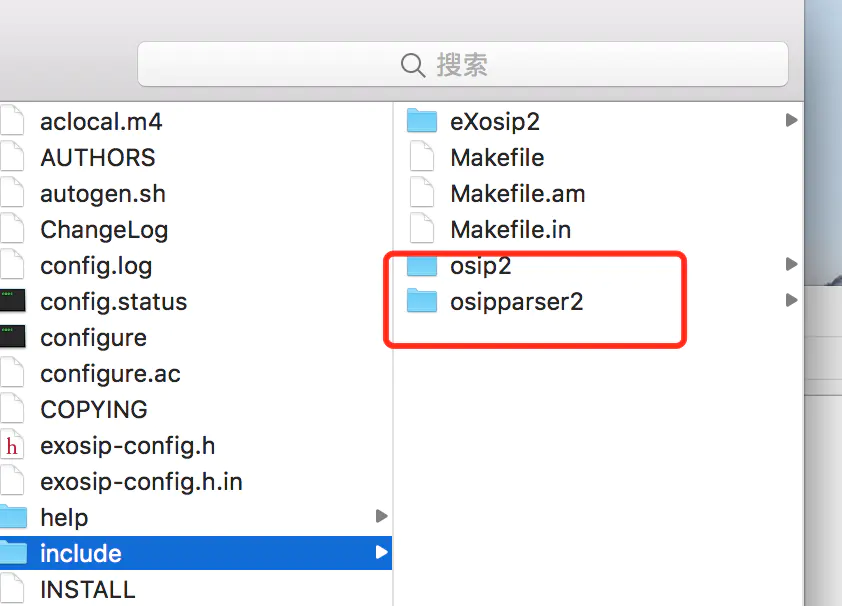 搜索
aclocal.m4
AUTHORS
autogen.sh
ChangeLog
config.log
config.status
configure
configure.ac
COPYING
h exosip-config.h
exosip-config.h.in
help
include
INSTALL
eXosip2
Makefile
Makefile.am
Makefile.in
osip2
osipparser2